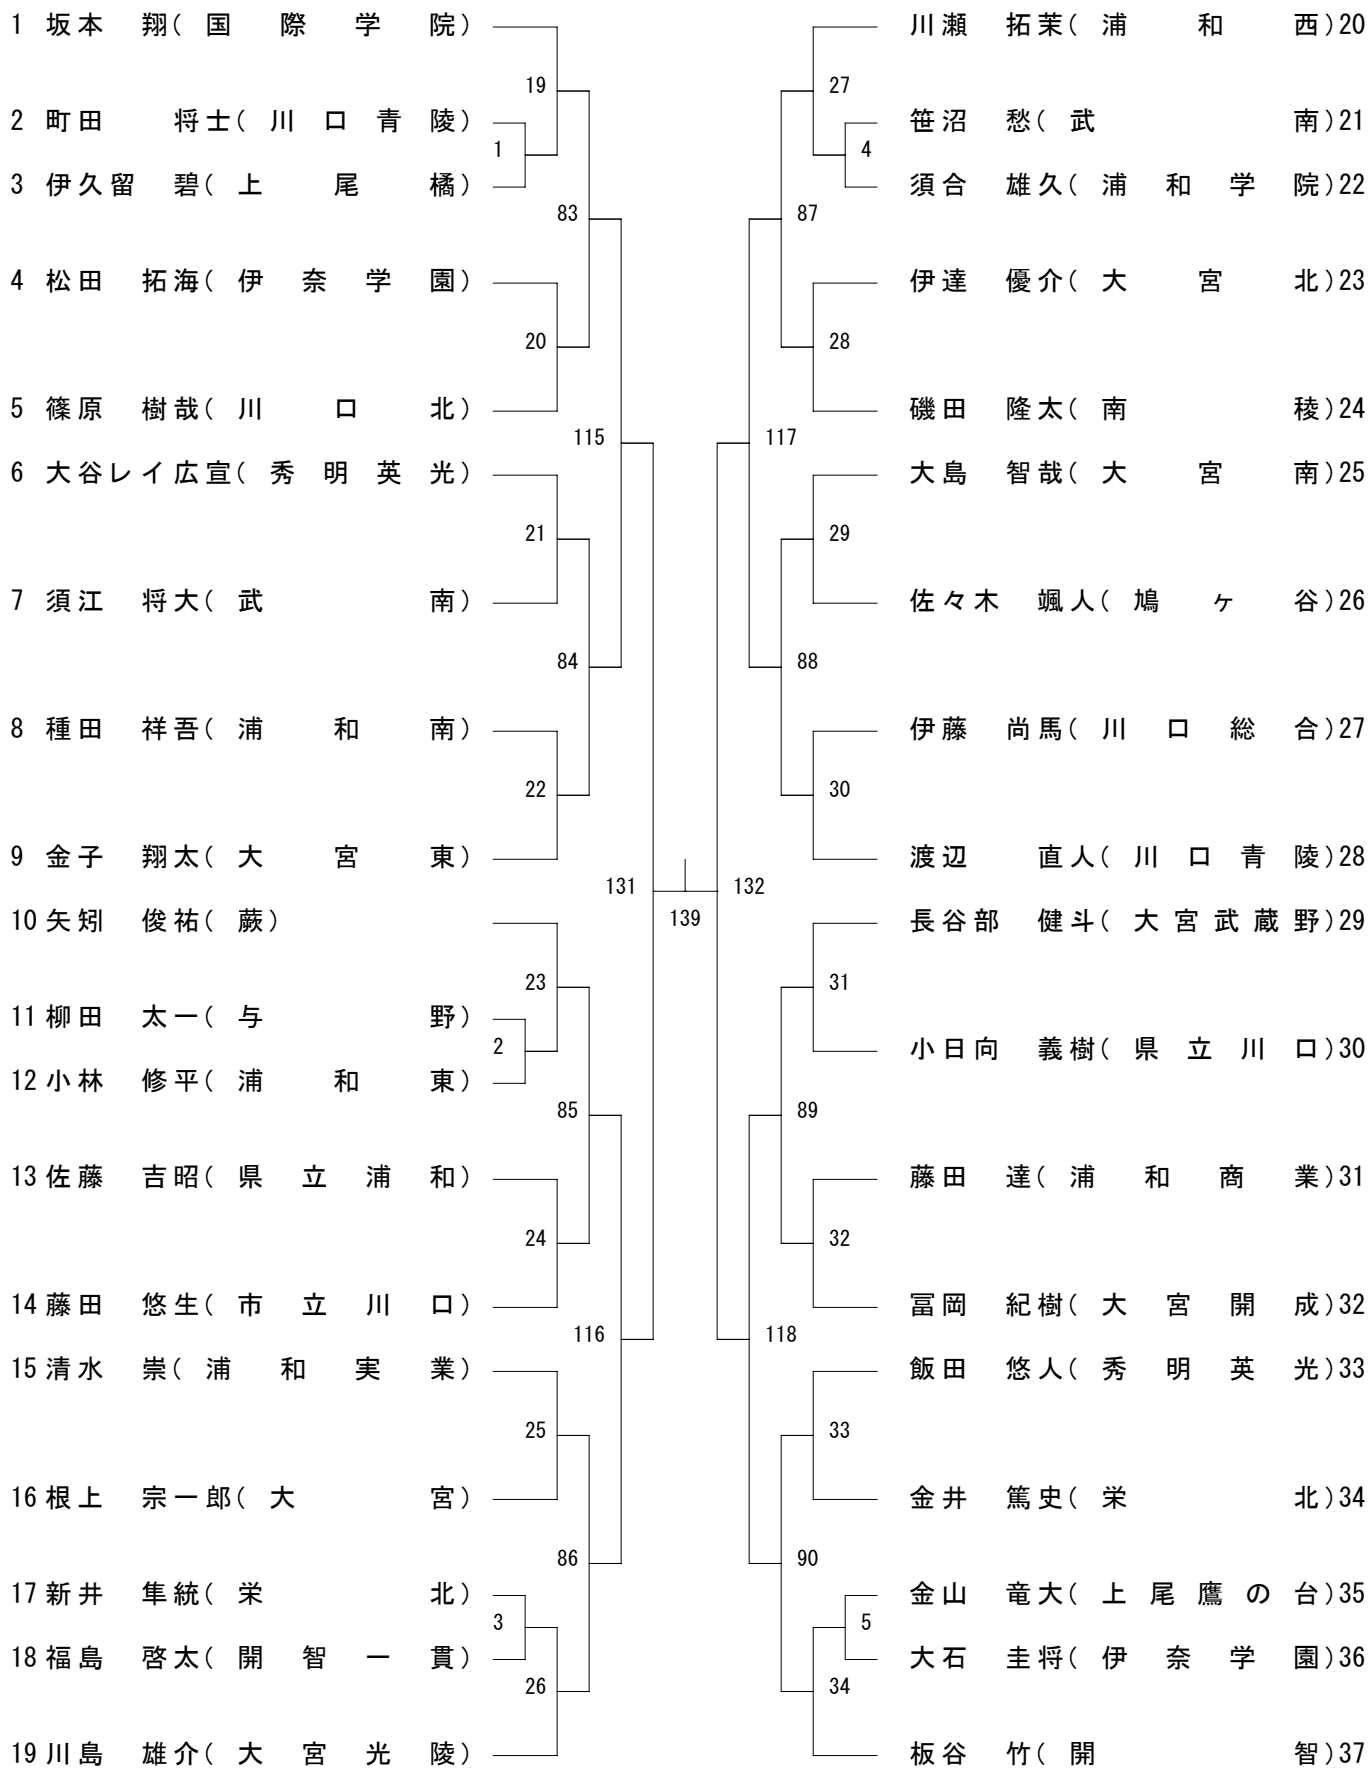 1 坂本 翔(国際学院)
19
2 町田 将士(川口青陵)
1
3 伊久留 碧(上尾橘)
83
4 松田 拓海(伊奈学園)
20
5 篠原 樹哉(川口北)
115
6 大谷レイ広宣(秀明英光)
21
7 須江 将大(武南)
84
8 種田 祥吾(浦和南)
22
9 金子 翔太(大宮東)
131
10 矢矧 俊祐(蕨)
23
11 柳田 太一(与野)
2
12 小林 修平(浦和東)
85
13 佐藤 吉昭(県立浦和)
24
14 藤田 悠生(市立川口)
116
15 清水 崇(浦和実業)
25
16 根上 宗一郎(大宮)
86
17 新井 隼統(栄北)
3
18 福島 啓太(開智一貫)
26
19 川島 雄介(大宮光陵)
139
川瀬 拓茉(浦和西)20
27
笹沼 愁(武南)21
4
須合 雄久(浦和学院)22
87
伊達 優介(大宮北)23
28
磯田 隆太(南稜)24
117
大島 智哉(大宮南)25
29
佐々木 颯人(鳩ヶ谷)26
88
伊藤 尚馬(川口総合)27
30
渡辺 直人(川口青陵)28
132
長谷部 健斗(大宮武蔵野)29
31
小日向 義樹(県立川口)30
89
藤田 達(浦和商業)31
32
冨岡 紀樹(大宮開成)32
118
飯田 悠人(秀明英光)33
33
金井 篤史(栄北)34
90
金山 竜大(上尾鷹の台)35
5
大石 圭将(伊奈学園)36
34
板谷 竹(開智)37